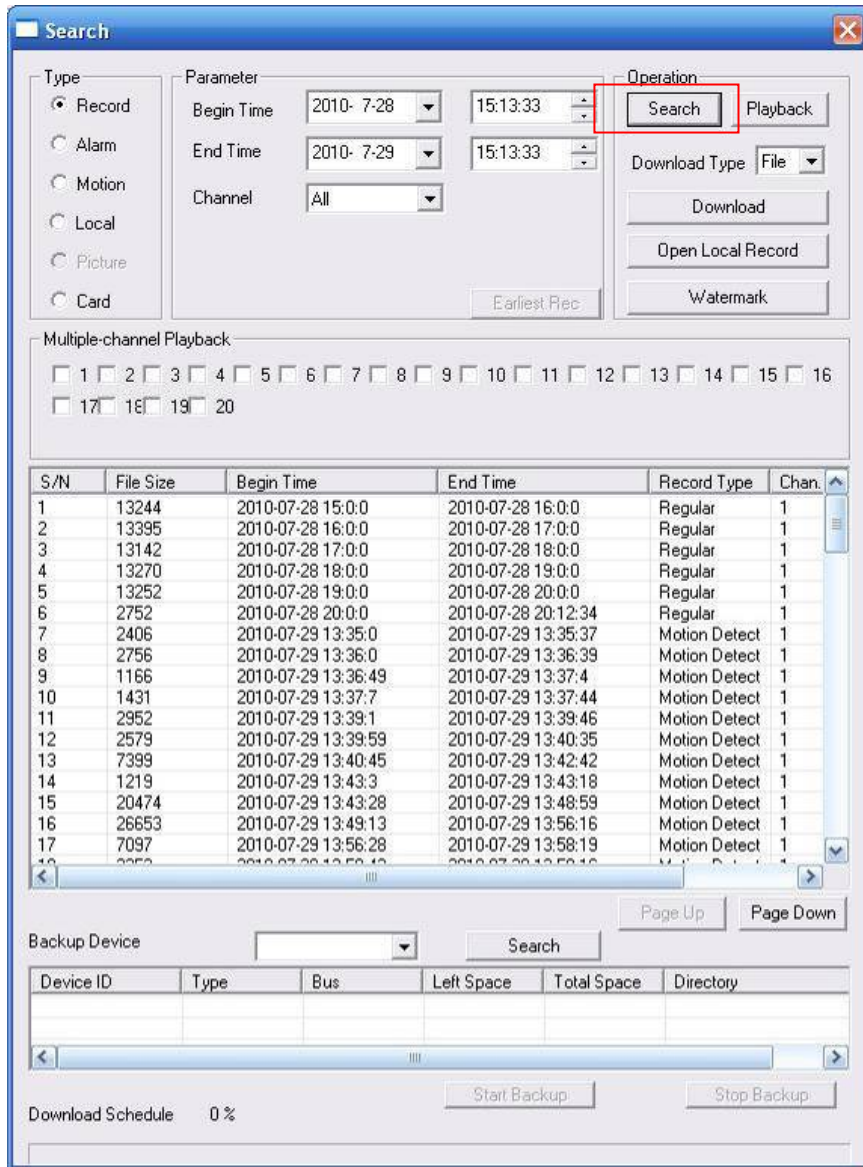 Search
Type Parameter Operation
Record Begin Time 2010- 7-28 15:13:33 Search Playback
Alarm End Time 2010- 7-29 15:13:33 Download Type File
Motion
Local Channel All Download
Picture Open Local Record
Card Earliest Rec Watermark
Multiple-channel Playback
1 2 3 4 5 6 7 8 9 10 11 12 13 14 15 16
17 18 19 20
S/N File Size Begin Time End Time Record Type Chan.
1 13244 2010-07-28 15:0:0 2010-07-28 16:0:0 Regular 1
2 13395 2010-07-28 16:0:0 2010-07-28 17:0:0 Regular 1
3 13142 2010-07-28 17:0:0 2010-07-28 18:0:0 Regular 1
4 13270 2010-07-28 18:0:0 2010-07-28 19:0:0 Regular 1
5 13252 2010-07-28 19:0:0 2010-07-28 20:0:0 Regular 1
6 2752 2010-07-28 20:0:0 2010-07-28 20:12:34 Regular 1
7 2406 2010-07-29 13:35:0 2010-07-29 13:35:37 Motion Detect 1
8 2756 2010-07-29 13:36:0 2010-07-29 13:36:39 Motion Detect 1
9 1166 2010-07-29 13:36:49 2010-07-29 13:37:4 Motion Detect 1
10 1431 2010-07-29 13:37:7 2010-07-29 13:37:44 Motion Detect 1
11 2952 2010-07-29 13:39:1 2010-07-29 13:39:46 Motion Detect 1
12 2579 2010-07-29 13:39:59 2010-07-29 13:40:35 Motion Detect 1
13 7399 2010-07-29 13:40:45 2010-07-29 13:42:42 Motion Detect 1
14 1219 2010-07-29 13:43:3 2010-07-29 13:43:18 Motion Detect 1
15 20474 2010-07-29 13:43:28 2010-07-29 13:48:59 Motion Detect 1
16 26653 2010-07-29 13:49:13 2010-07-29 13:56:16 Motion Detect 1
17 7097 2010-07-29 13:56:28 2010-07-29 13:58:19 Motion Detect 1
Page Up Page Down
Backup Device Search
Device ID Type Bus Left Space Total Space Directory
Start Backup Stop Backup
Download Schedule 0 %